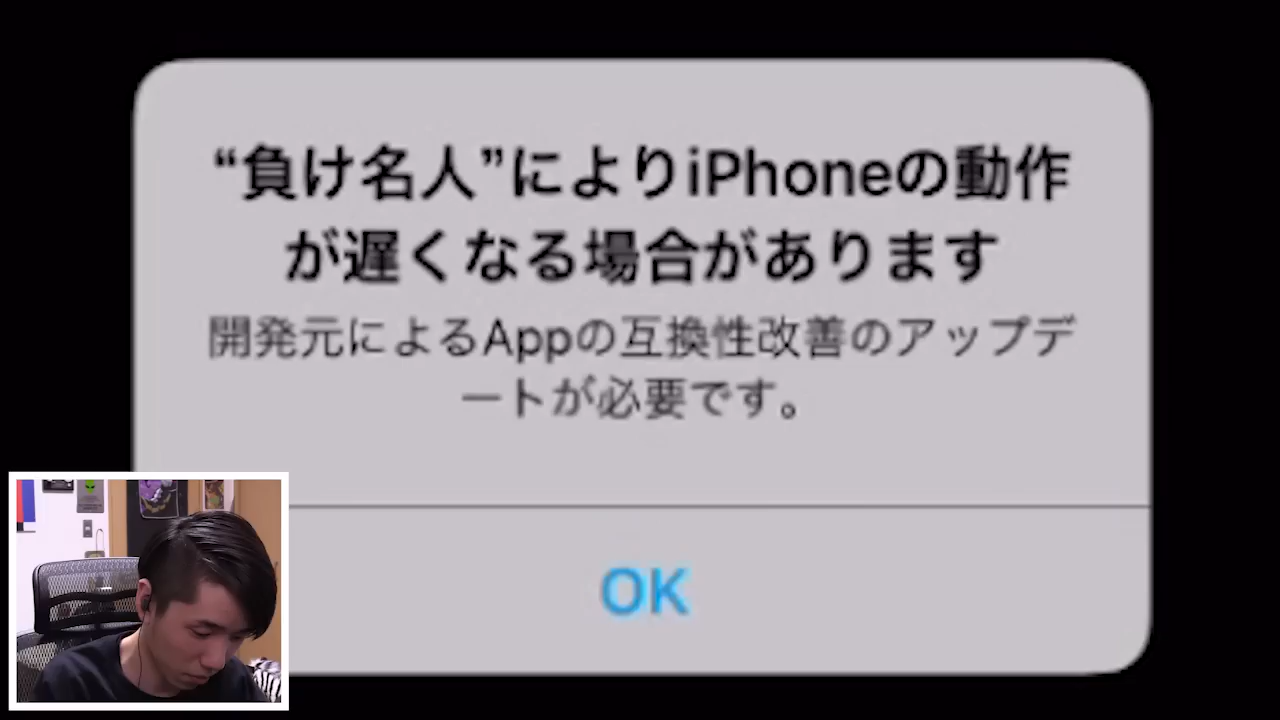 “負け名人”によりiPhoneの動作
が遅くなる場合があります
開発元によるAppの互換性改善のアップデ
ートが必要です。
OK